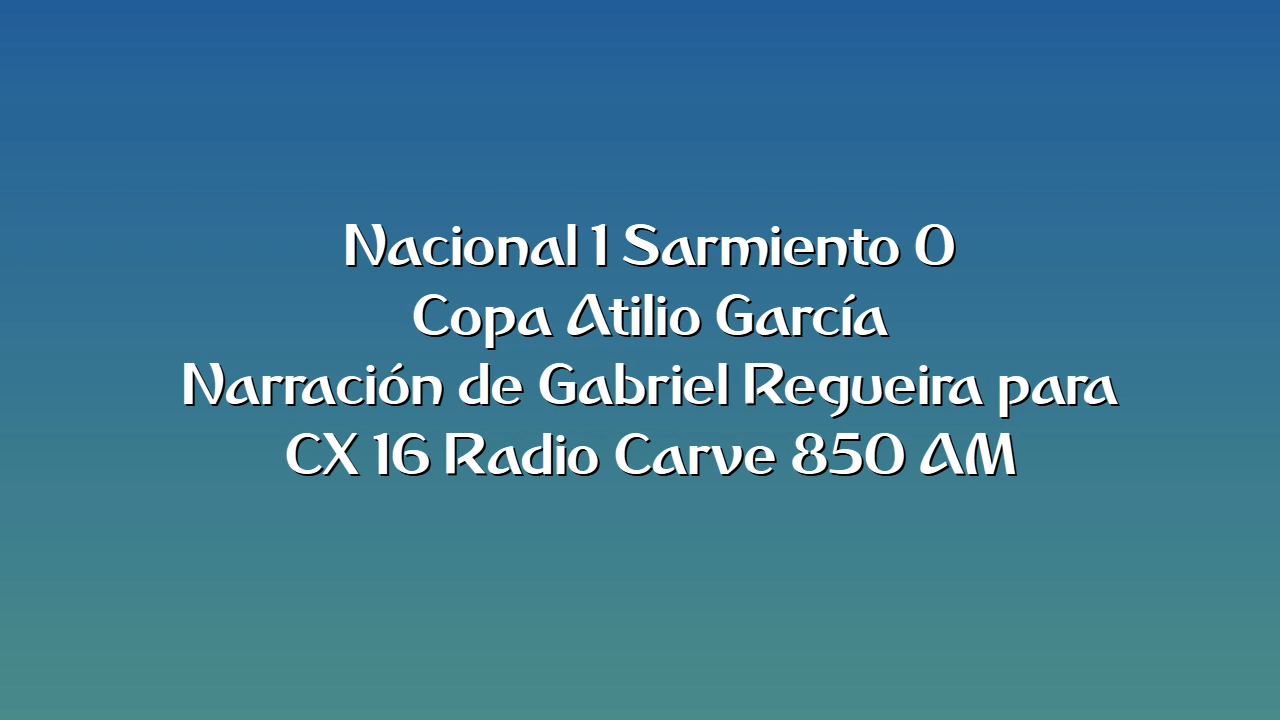 Nacional 1 Sarmiento 0
Copa Atilio García
Narración de Gabriel Regueira para
CX 16 Radio Carve 850 AM